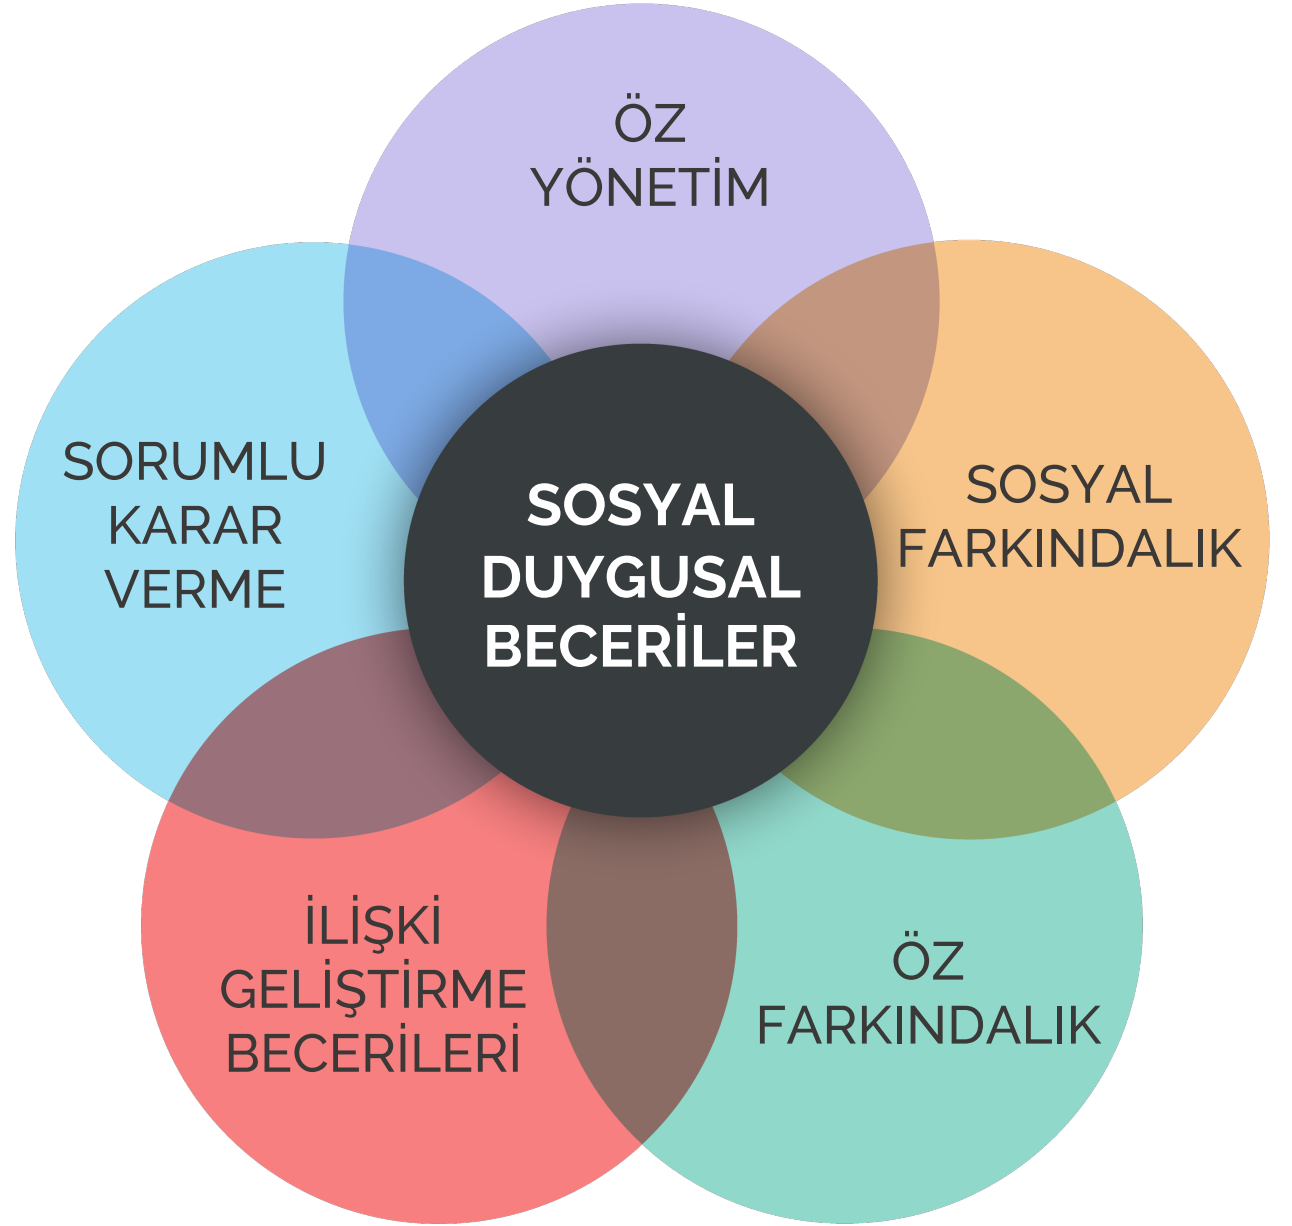 ÖZ
YÖNETİM
SORUMLU
KARAR
VERME
SOSYAL
DUYGUSAL
BECERİLER
SOSYAL
FARKINDALIK
İLİŞKİ
GELİŞTİRME
BECERİLERİ
ÖZ
FARKINDALIK